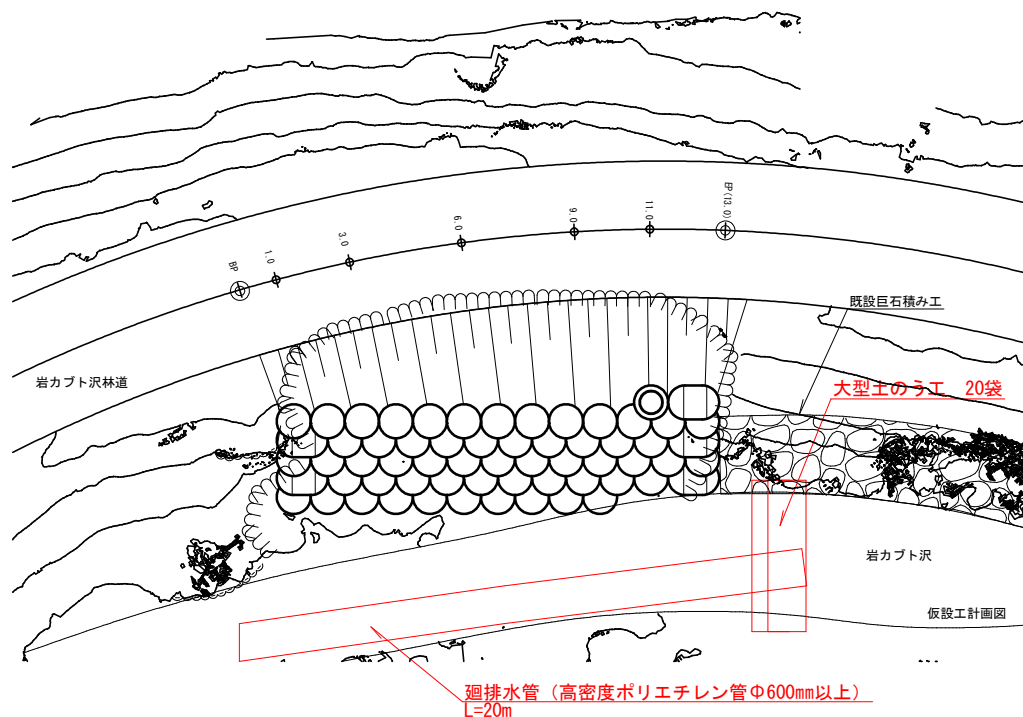 BP
1.0
3.0
6.0
9.0
11.0
EP(13.0)
既設巨石積み工
岩カブト沢林道
大型土のう工 20袋
岩カブト沢
仮設工計画図
廻排水管（高密度ポリエチレン管Φ600mm以上）
L=20m